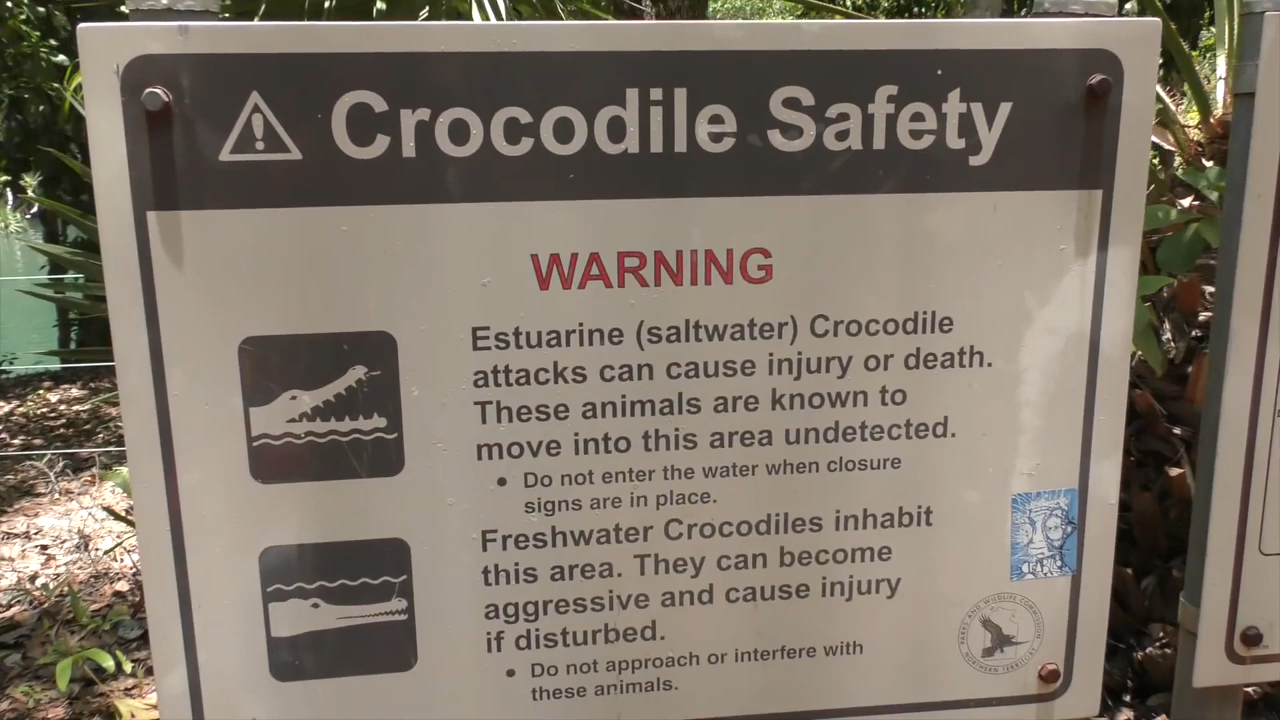 Crocodile Safety
WARNING
Estuarine (saltwater) Crocodile
attacks can cause injury or death.
These animals are known to
move into this area undetected.
• Do not enter the water when closure
signs are in place.
Freshwater Crocodiles inhabit
this area. They can become
aggressive and cause injury
if disturbed.
• Do not approach or interfere with
these animals.
PARKS AND WILDLIFE COMMISSION
NORTHERN TERRITORY